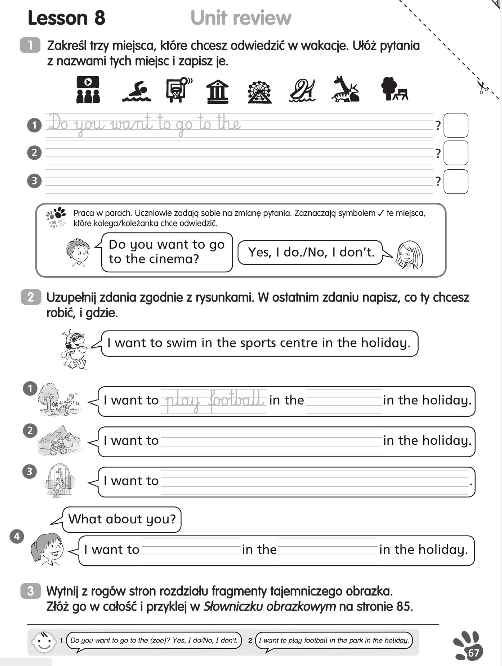 Lesson 8 Unit review
1 Zakreśl trzy miejsca, które chcesz odwiedzić w wakacje. Ułóż pytania
z nazwami tych miejsc i zapisz je.
1 Do you want to go to the ?
2 ?
3 ?
Praca w parach. Uczniowie zadają sobie na zmianę pytania. Zaznaczają symbolem ✓ te miejsca,
które kolega/koleżanka chce odwiedzić.
Do you want to go
to the cinema?
Yes, I do./No, I don't.
2 Uzupełnij zdania zgodnie z rysunkami. W ostatnim zdaniu napisz, co ty chcesz
robić, i gdzie.
I want to swim in the sports centre in the holiday.
1 I want to play football in the in the holiday.
2 I want to in the holiday.
3 I want to .
What about you?
4 I want to in the in the holiday.
3 Wytnij z rogów stron rozdziału fragmenty tajemniczego obrazka.
Złóż go w całość i przyklej w Słowniczku obrazkowym na stronie 85.
1 Do you want to go to the (zoo)? Yes, I do/No, I don't. 2 I want to play football in the park in the holiday.
67